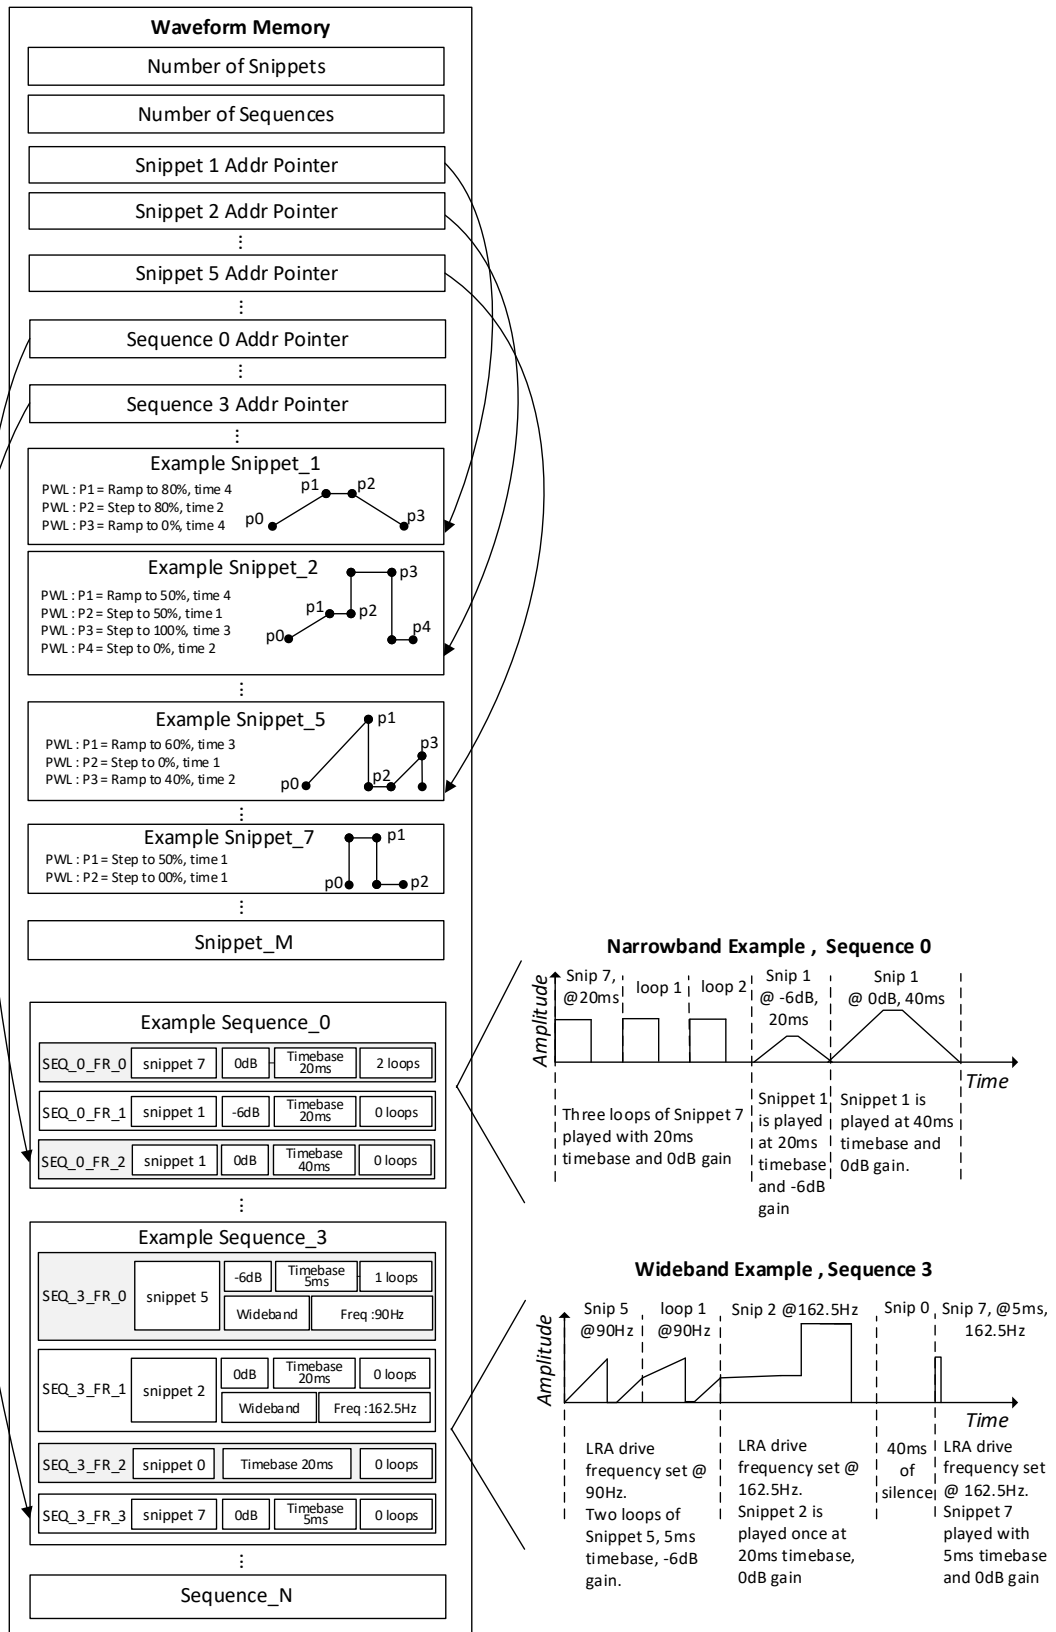 Waveform Memory
Number of Snippets
Number of Sequences
Snippet 1 Addr Pointer
Snippet 2 Addr Pointer
⋮
Snippet 5 Addr Pointer
⋮
Sequence 0 Addr Pointer
⋮
Sequence 3 Addr Pointer
⋮
Example Snippet_1
PWL : P1 = Ramp to 80%, time 4
PWL : P2 = Step to 80%, time 2
PWL : P3 = Ramp to 0%, time 4
p0
p1
p2
p3
Example Snippet_2
PWL : P1 = Ramp to 50%, time 4
PWL : P2 = Step to 50%, time 1
PWL : P3 = Step to 100%, time 3
PWL : P4 = Step to 0%, time 2
p0
p1
p2
p3
p4
⋮
Example Snippet_5
PWL : P1 = Ramp to 60%, time 3
PWL : P2 = Step to 0%, time 1
PWL : P3 = Ramp to 40%, time 2
p0
p1
p2
p3
⋮
Example Snippet_7
PWL : P1 = Step to 50%, time 1
PWL : P2 = Step to 00%, time 1
p0
p1
p2
⋮
Snippet_M
Example Sequence_0
SEQ_0_FR_0 snippet 7 0dB Timebase 20ms 2 loops
SEQ_0_FR_1 snippet 1 -6dB Timebase 20ms 0 loops
SEQ_0_FR_2 snippet 1 0dB Timebase 40ms 0 loops
⋮
Example Sequence_3
SEQ_3_FR_0 snippet 5 -6dB Timebase 5ms 1 loops
Wideband Freq :90Hz
SEQ_3_FR_1 snippet 2 0dB Timebase 20ms 0 loops
Wideband Freq :162.5Hz
SEQ_3_FR_2 snippet 0 Timebase 20ms 0 loops
SEQ_3_FR_3 snippet 7 0dB Timebase 5ms 0 loops
⋮
Sequence_N
Narrowband Example , Sequence 0
Amplitude
Snip 7,
@20ms
loop 1
loop 2
Snip 1
@ -6dB,
20ms
Snip 1
@ 0dB, 40ms
Time
Three loops of Snippet 7
played with 20ms
timebase and 0dB gain
Snippet 1
is played
at 20ms
timebase
and -6dB
gain
Snippet 1 is
played at 40ms
timebase and
0dB gain.
Wideband Example , Sequence 3
Amplitude
Snip 5
@90Hz
loop 1
@90Hz
Snip 2 @162.5Hz
Snip 0
Snip 7, @5ms,
162.5Hz
Time
LRA drive
frequency set @
90Hz.
Two loops of
Snippet 5, 5ms
timebase, -6dB
gain.
LRA drive
frequency set @
162.5Hz.
Snippet 2 is
played once at
20ms timebase,
0dB gain
40ms
of
silence
LRA drive
frequency set
@ 162.5Hz.
Snippet 7
played with
5ms timebase
and 0dB gain